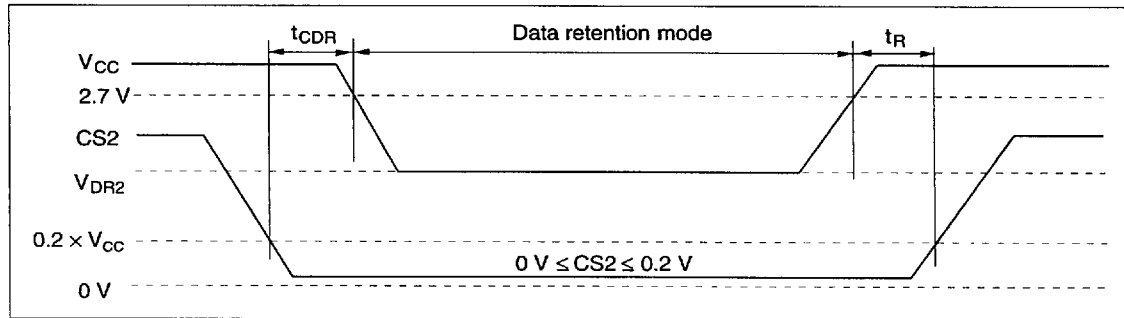 tCDR Data retention mode tR
VCC
2.7 V
CS2
VDR2
0.2 × VCC
0 V ≤ CS2 ≤ 0.2 V
0 V